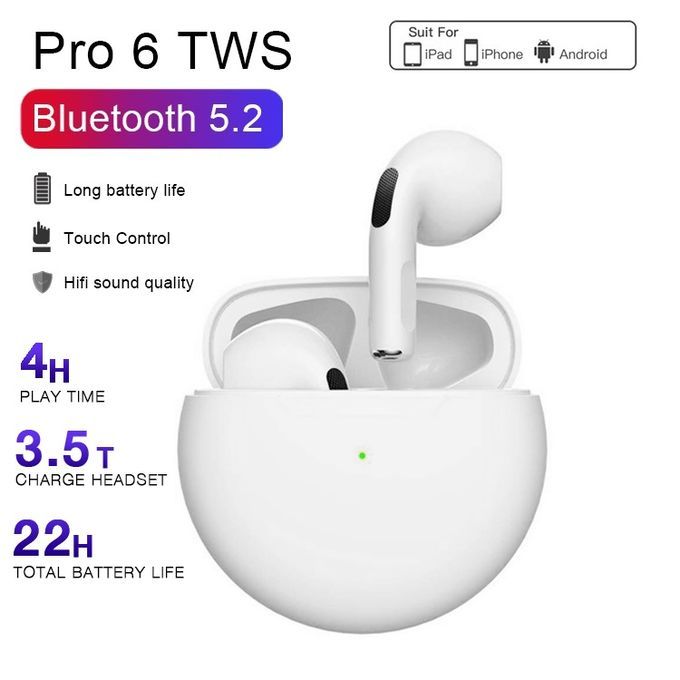 Pro 6 TWS
Suit For
iPad iPhone Android
Bluetooth 5.2
Long battery life
Touch Control
Hifi sound quality
4H
PLAY TIME
3.5T
CHARGE HEADSET
22H
TOTAL BATTERY LIFE